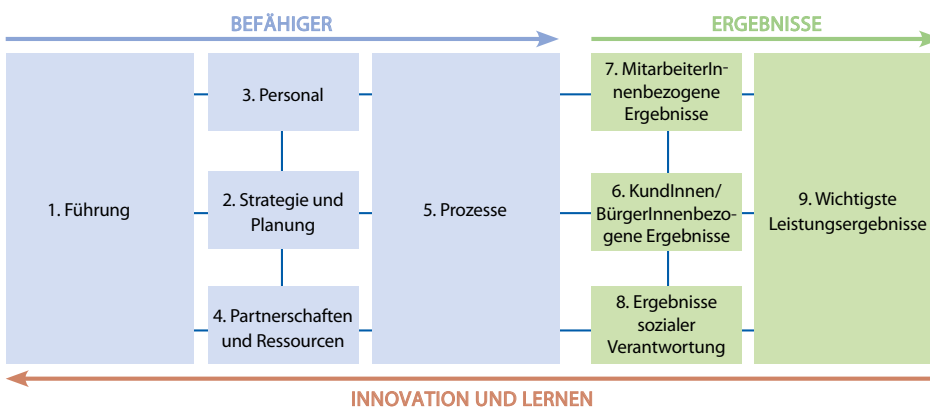 BEFÄHIGER
ERGEBNISSE
1. Führung
3. Personal
2. Strategie und
Planung
4. Partnerschaften
und Ressourcen
5. Prozesse
7. MitarbeiterIn-
nenbezogene
Ergebnisse
6. KundInnen/
BürgerInnenbezo-
gene Ergebnisse
8. Ergebnisse
sozialer
Verantwortung
9. Wichtigste
Leistungsergebnisse
INNOVATION UND LERNEN